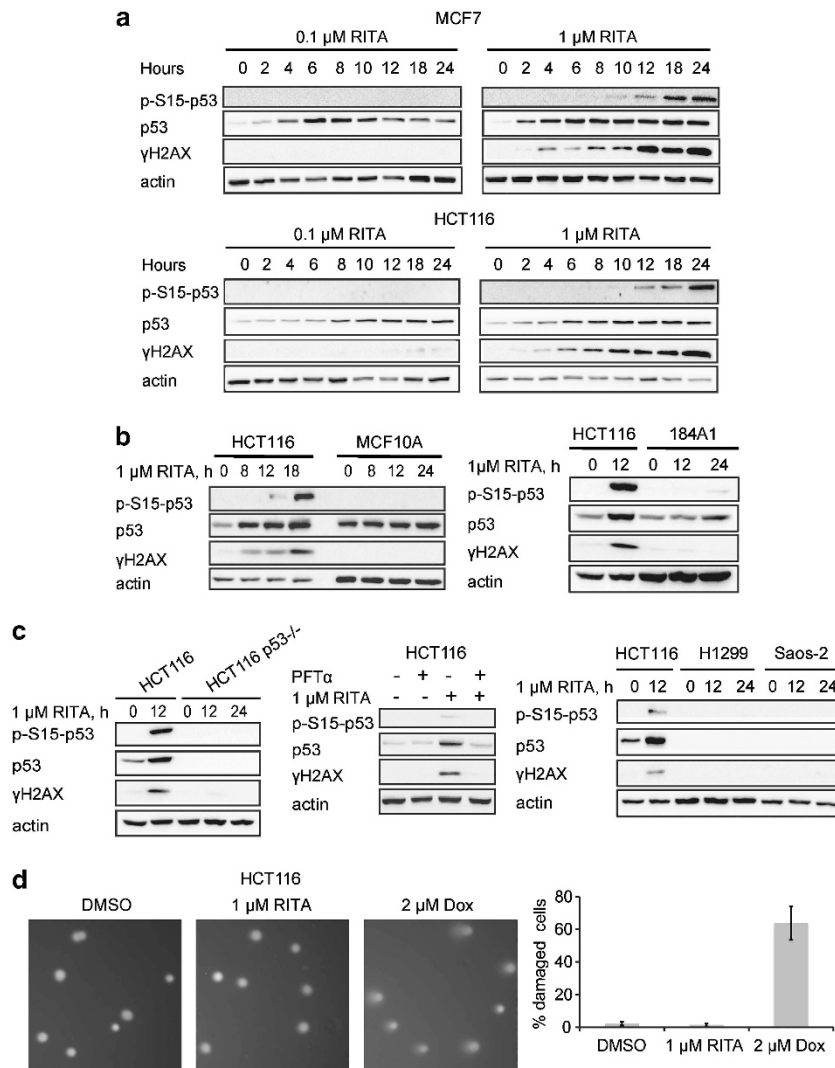 a
MCF7
0.1 µM RITA 1 µM RITA
Hours 0 2 4 6 8 10 12 18 24 0 2 4 6 8 10 12 18 24
p-S15-p53
p53
γH2AX
actin
HCT116
0.1 µM RITA 1 µM RITA
Hours 0 2 4 6 8 10 12 18 24 0 2 4 6 8 10 12 18 24
p-S15-p53
p53
γH2AX
actin
b
HCT116 MCF10A
1 µM RITA, h 0 8 12 18 0 8 12 24
p-S15-p53
p53
γH2AX
actin
HCT116 184A1
1µM RITA, h 0 12 0 12 24
p-S15-p53
p53
γH2AX
actin
c
HCT116 HCT116 p53-/-
1 µM RITA, h 0 12 0 12 24
p-S15-p53
p53
γH2AX
actin
HCT116
PFTα - + - +
1 µM RITA - - + +
p-S15-p53
p53
γH2AX
actin
HCT116 H1299 Saos-2
1 µM RITA, h 0 12 0 12 24 0 12 24
p-S15-p53
p53
γH2AX
actin
d
HCT116
DMSO 1 µM RITA 2 µM Dox
% damaged cells
80
60
40
20
0
DMSO 1 µM RITA 2 µM Dox